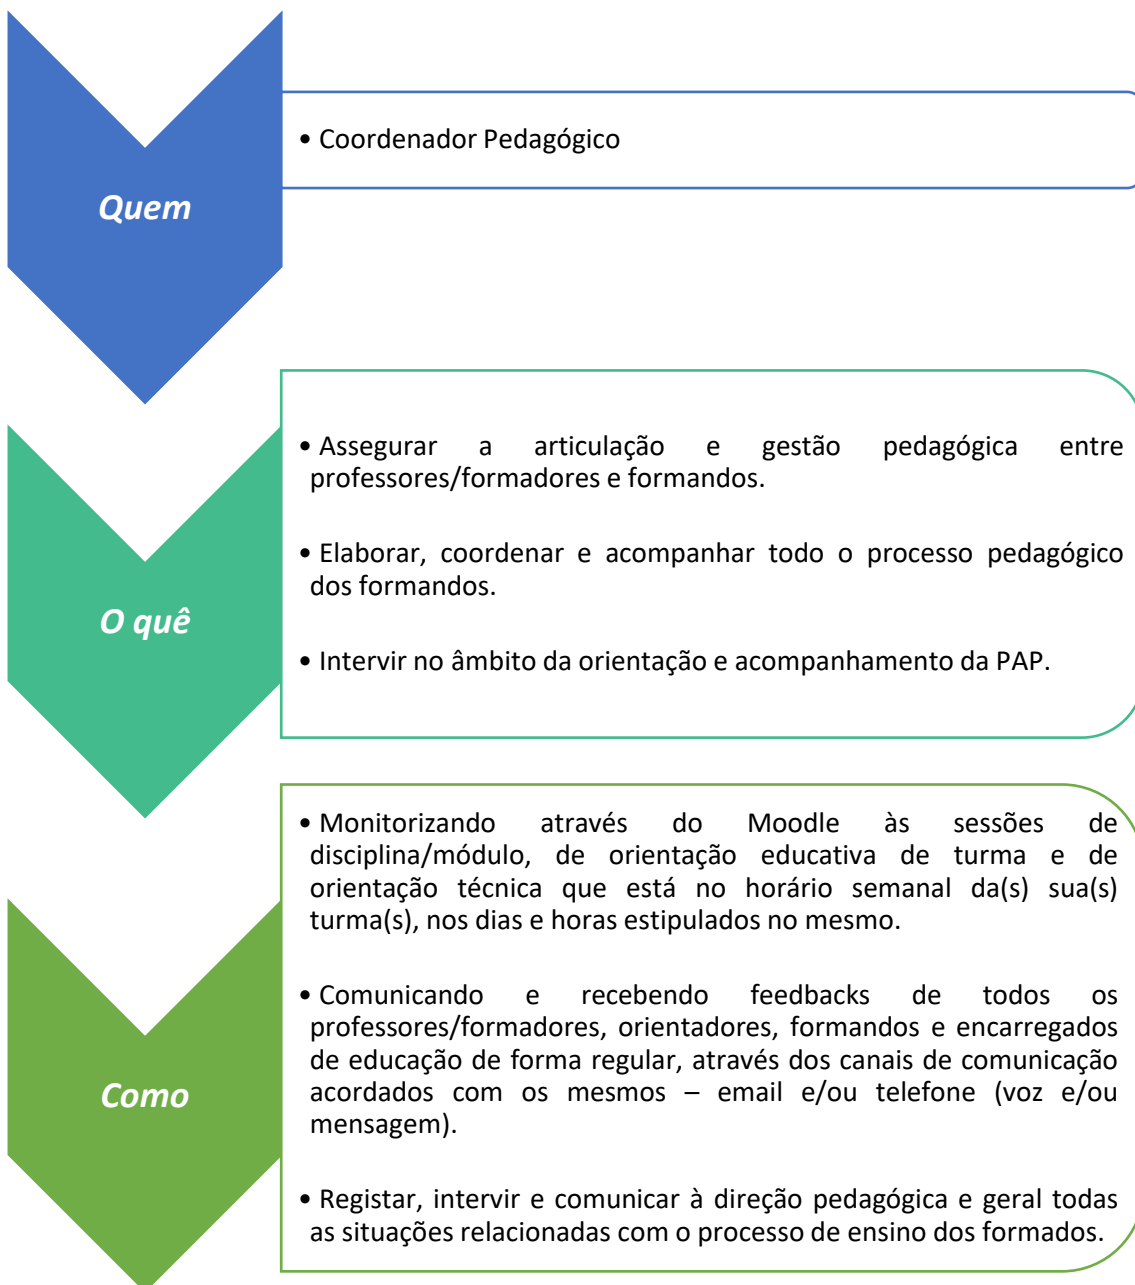 Quem
• Coordenador Pedagógico
O quê
• Assegurar a articulação e gestão pedagógica entre
professores/formadores e formandos.
• Elaborar, coordenar e acompanhar todo o processo pedagógico
dos formandos.
• Intervir no âmbito da orientação e acompanhamento da PAP.
Como
• Monitorizando através do Moodle às sessões de
disciplina/módulo, de orientação educativa de turma e de
orientação técnica que está no horário semanal da(s) sua(s)
turma(s), nos dias e horas estipulados no mesmo.
• Comunicando e recebendo feedbacks de todos os
professores/formadores, orientadores, formandos e encarregados
de educação de forma regular, através dos canais de comunicação
acordados com os mesmos – email e/ou telefone (voz e/ou
mensagem).
• Registar, intervir e comunicar à direção pedagógica e geral todas
as situações relacionadas com o processo de ensino dos formados.